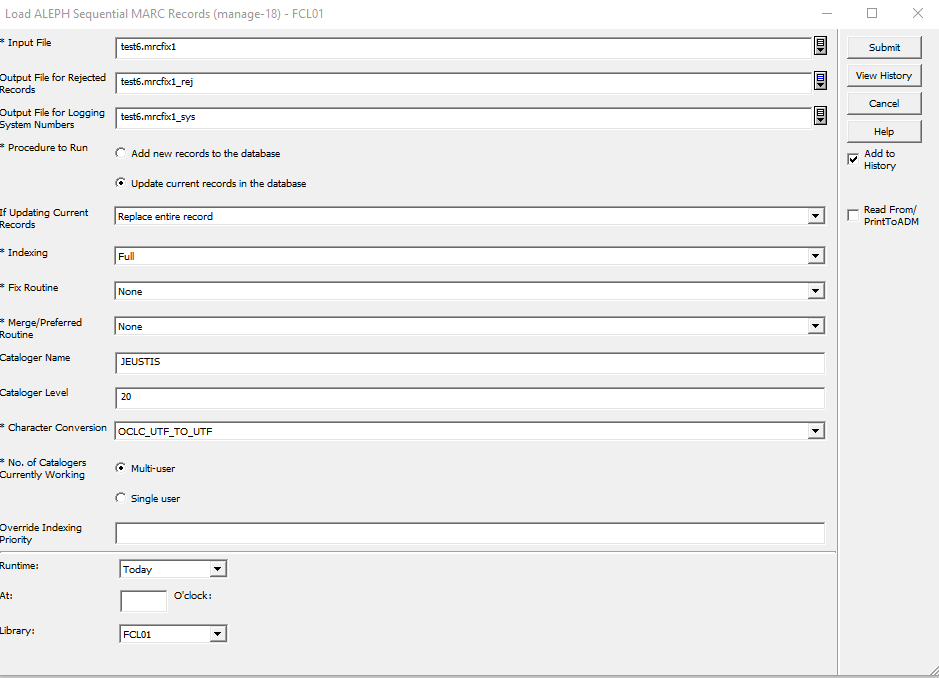 Load ALEPH Sequential MARC Records (manage-18) - FCL01
* Input File
test6.mrcfix1
Submit
Output File for Rejected
Records
test6.mrcfix1_rej
View History
Output File for Logging
System Numbers
test6.mrcfix1_sys
Cancel
Help
* Procedure to Run
Add new records to the database
Add to
History
Update current records in the database
If Updating Current
Records
Replace entire record
Read From/
PrintToADM
* Indexing
Full
* Fix Routine
None
* Merge/Preferred
Routine
None
Cataloger Name
JEUSTIS
Cataloger Level
20
* Character Conversion
OCLC_UTF_TO_UTF
* No. of Catalogers
Currently Working
Multi-user
Single user
Override Indexing
Priority
Runtime:
Today
At:
O'clock:
Library:
FCL01